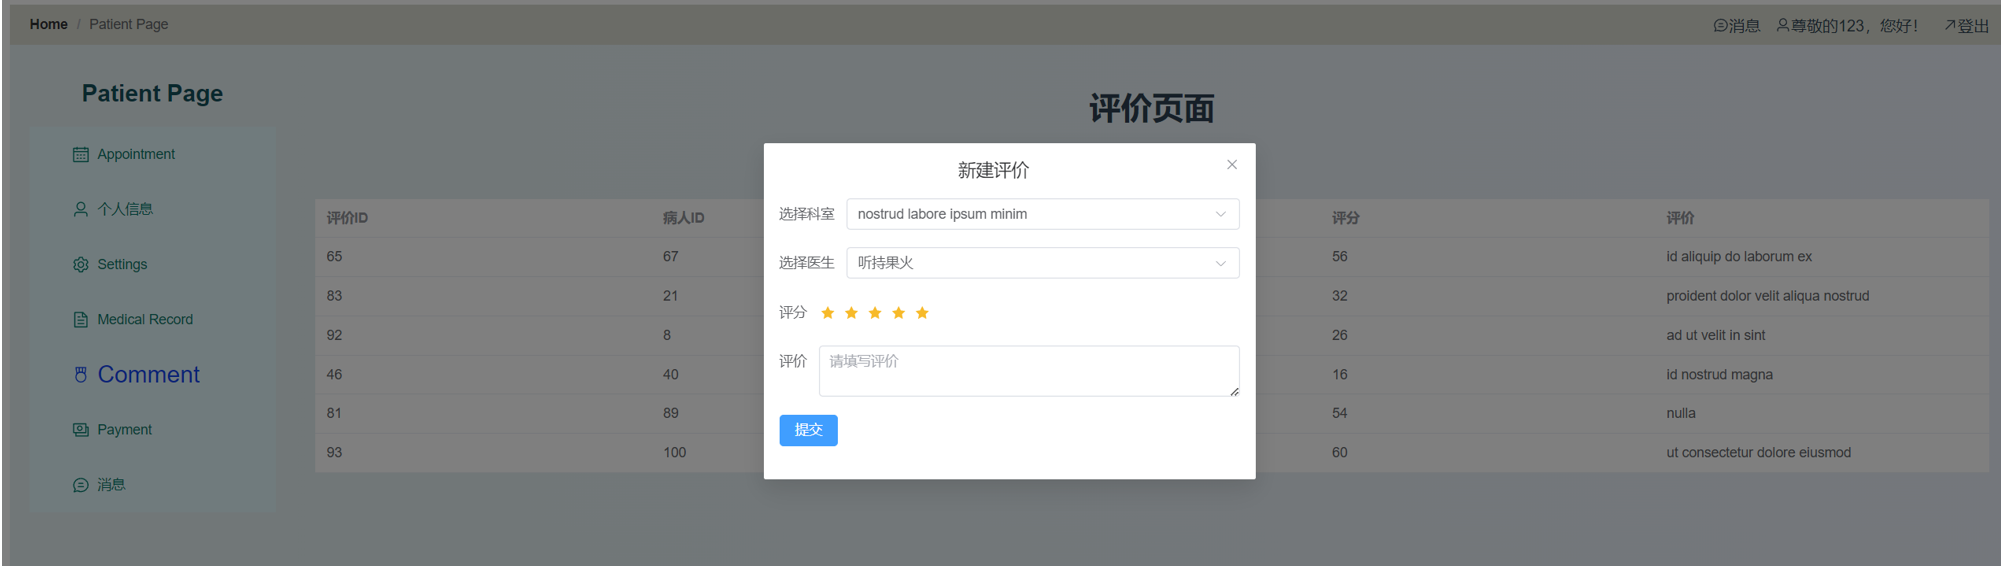 Home / Patient Page
消息 尊敬的123，您好！ 登出
Patient Page
Appointment
个人信息
Settings
Medical Record
Comment
Payment
消息
评价页面
评价ID 病人ID 评分 评价
65 67 56 id aliquip do laborum ex
83 21 32 proident dolor velit aliqua nostrud
92 8 26 ad ut velit in sint
46 40 16 id nostrud magna
81 89 54 nulla
93 100 60 ut consectetur dolore eiusmod
新建评价
选择科室 nostrud labore ipsum minim
选择医生 听持果火
评分
评价 请填写评价
提交